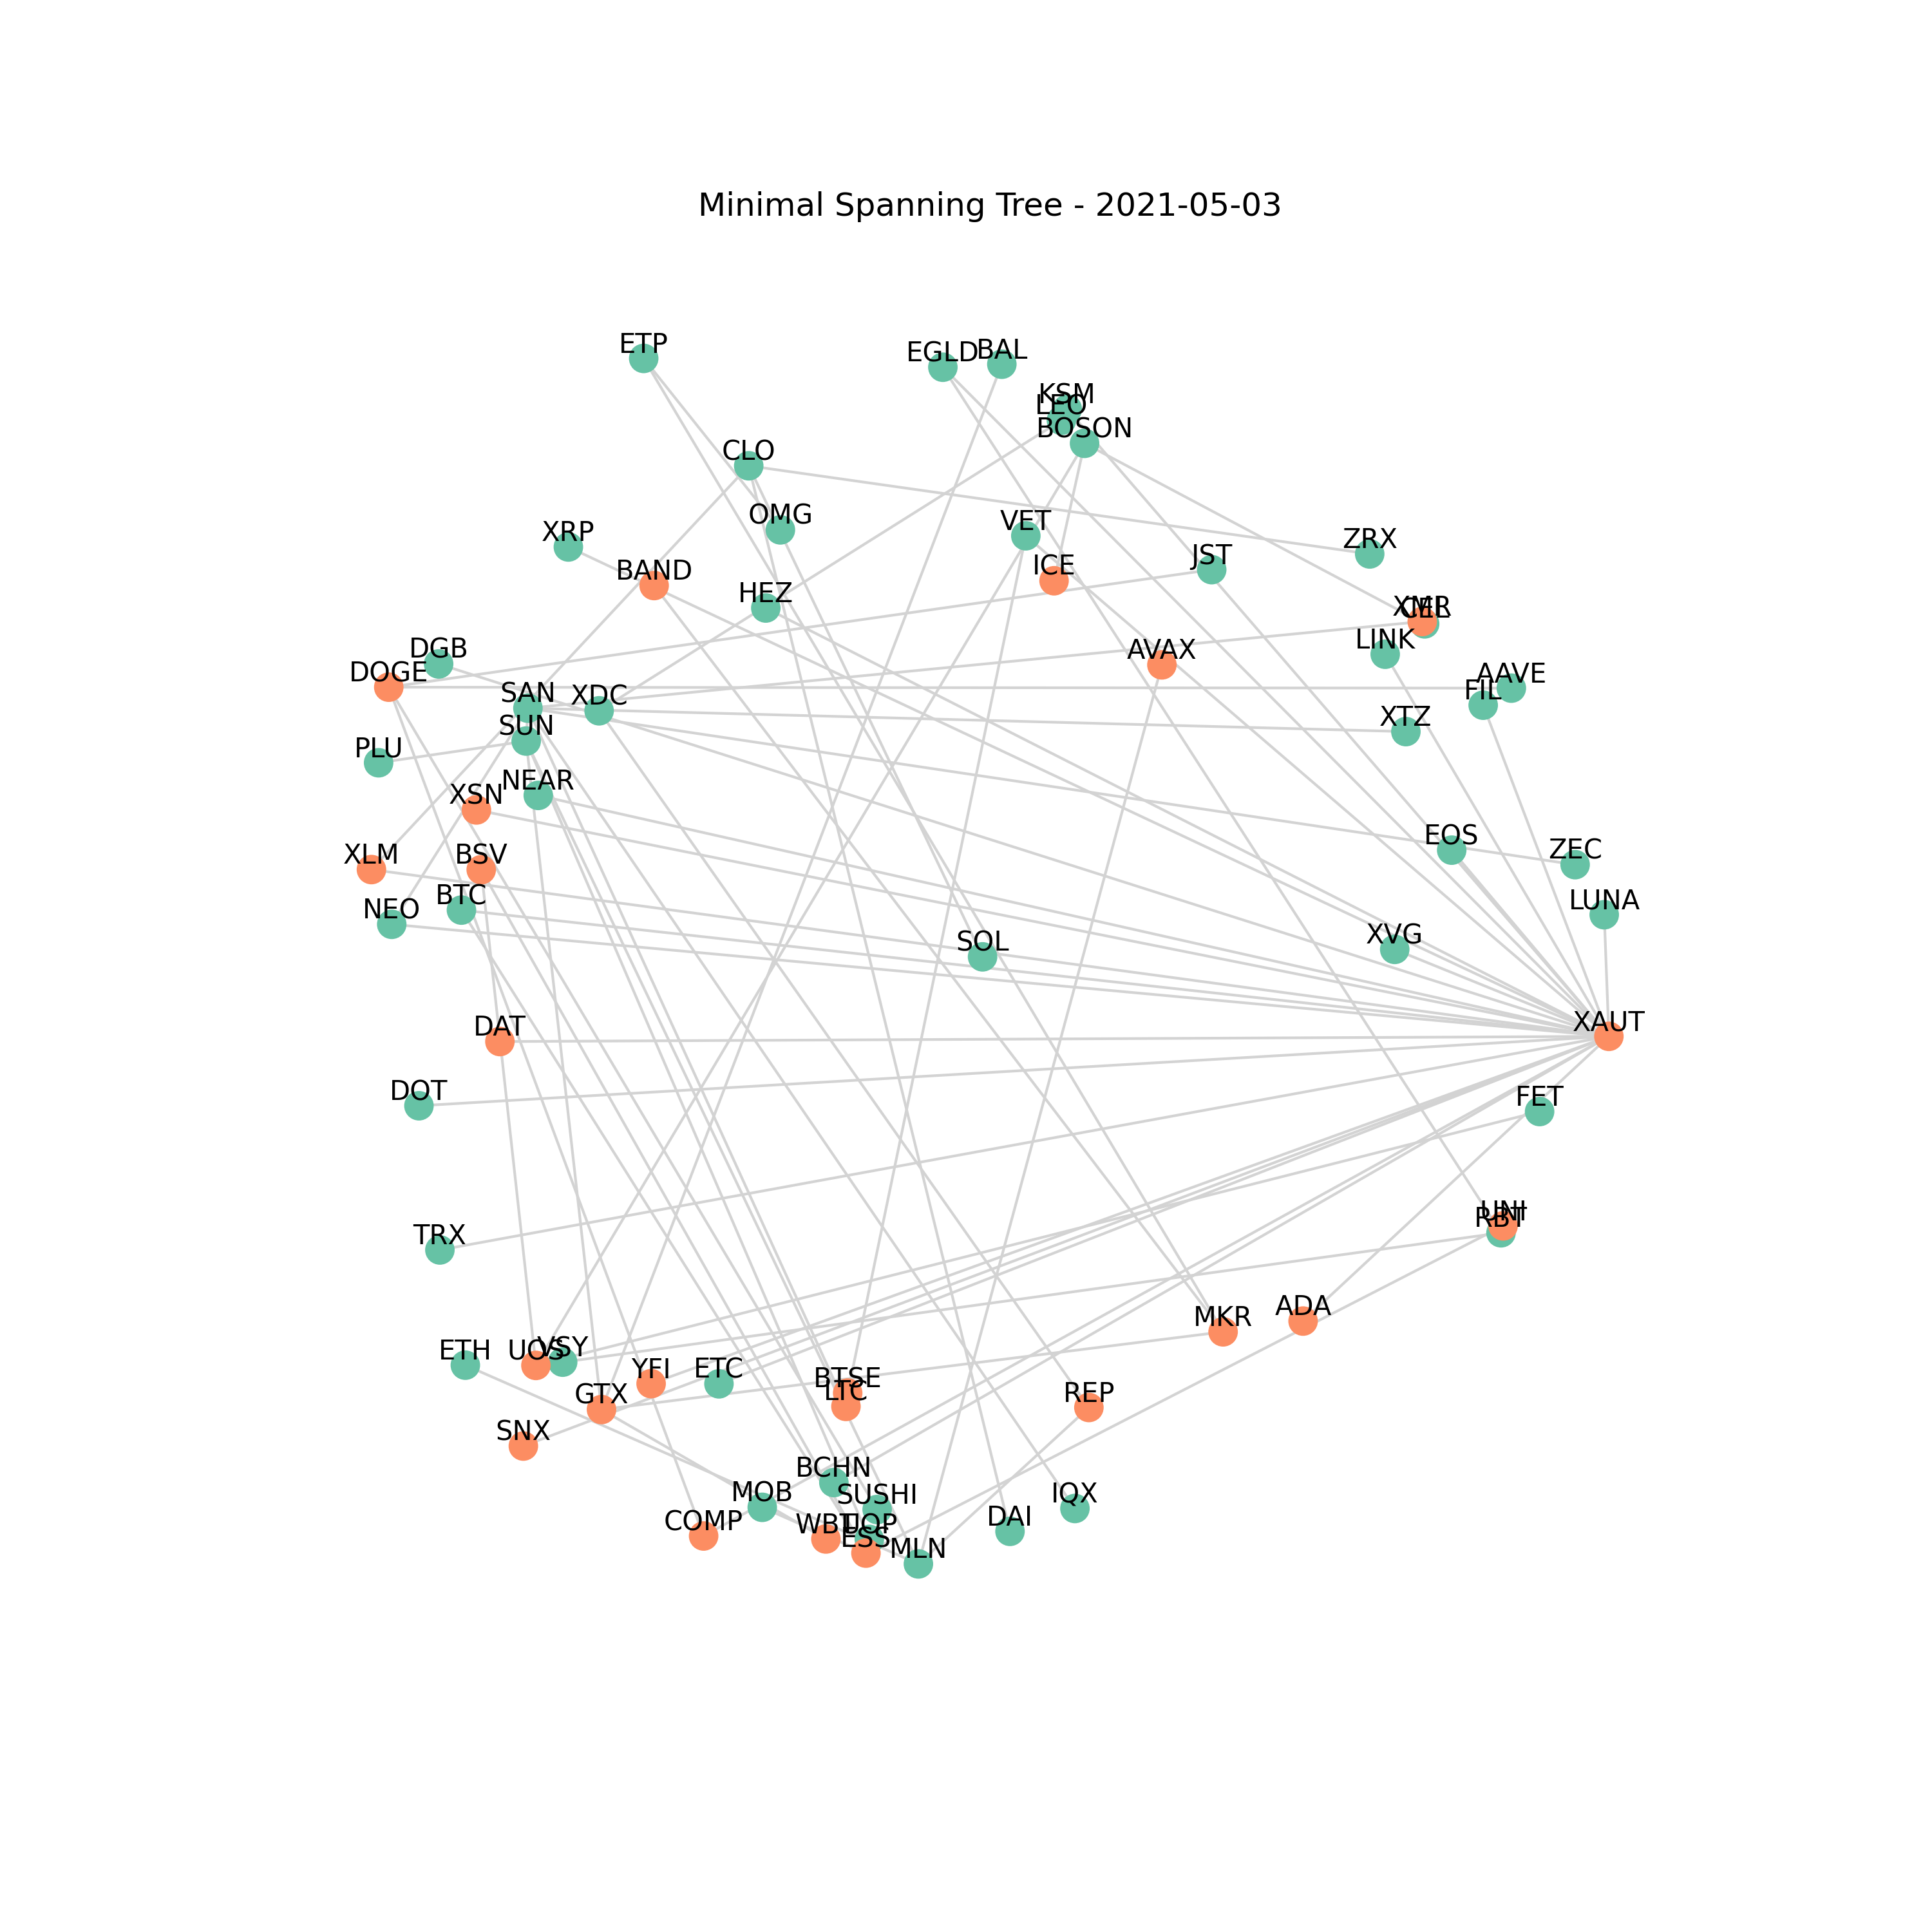 Minimal Spanning Tree - 2021-05-03
ETP
EGLD
BAL
KSM
LEO
BOSON
CLO
OMG
VET
XRP
ZRX
JST
ICE
BAND
HEZ
XMR
LINK
DGB
AVAX
DOGE
AAVE
FIL
SAN
XDC
XTZ
SUN
PLU
NEAR
XSN
EOS
ZEC
XLM
BSV
BTC
LUNA
NEO
XVG
SOL
XAUT
DAT
DOT
FET
UNI
RBT
TRX
ADA
MKR
ETH
UOS
VSY
YFI
ETC
BTSE
LTC
REP
GTX
SNX
BCHN
MOB
SUSHI
IQX
COMP
WBT
UOP
DAI
ESS
MLN